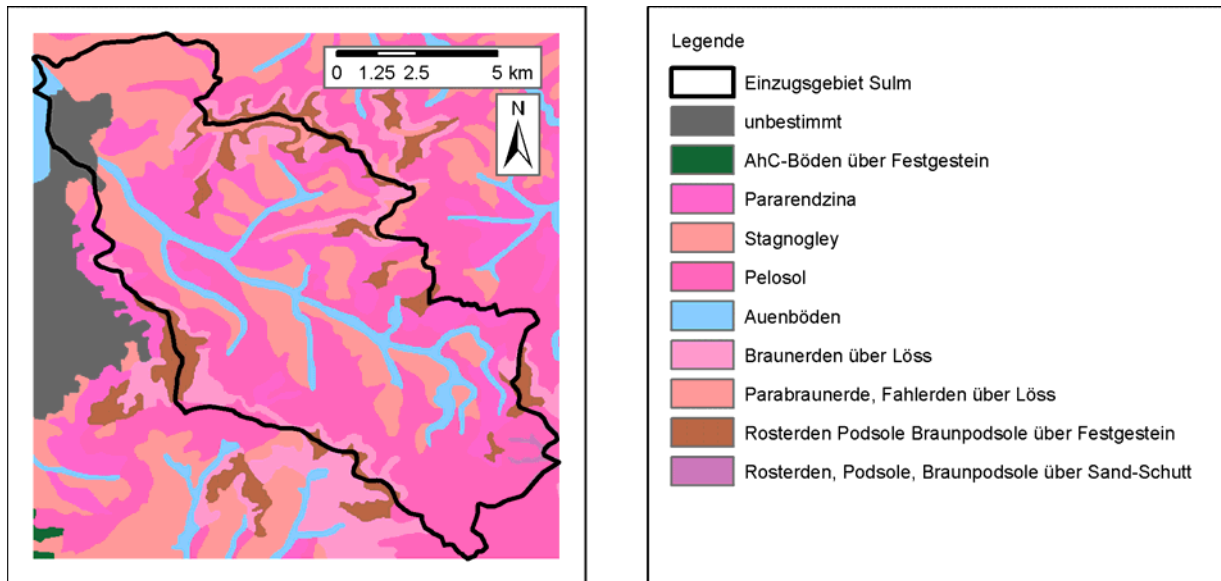 0 1.25 2.5 5 km
N
Legende
Einzugsgebiet Sulm
unbestimmt
AhC-Böden über Festgestein
Pararendzina
Stagnogley
Pelosol
Auenböden
Braunerden über Löss
Parabraunerde, Fahlerden über Löss
Rosterden Podsole Braunpodsole über Festgestein
Rosterden, Podsole, Braunpodsole über Sand-Schutt